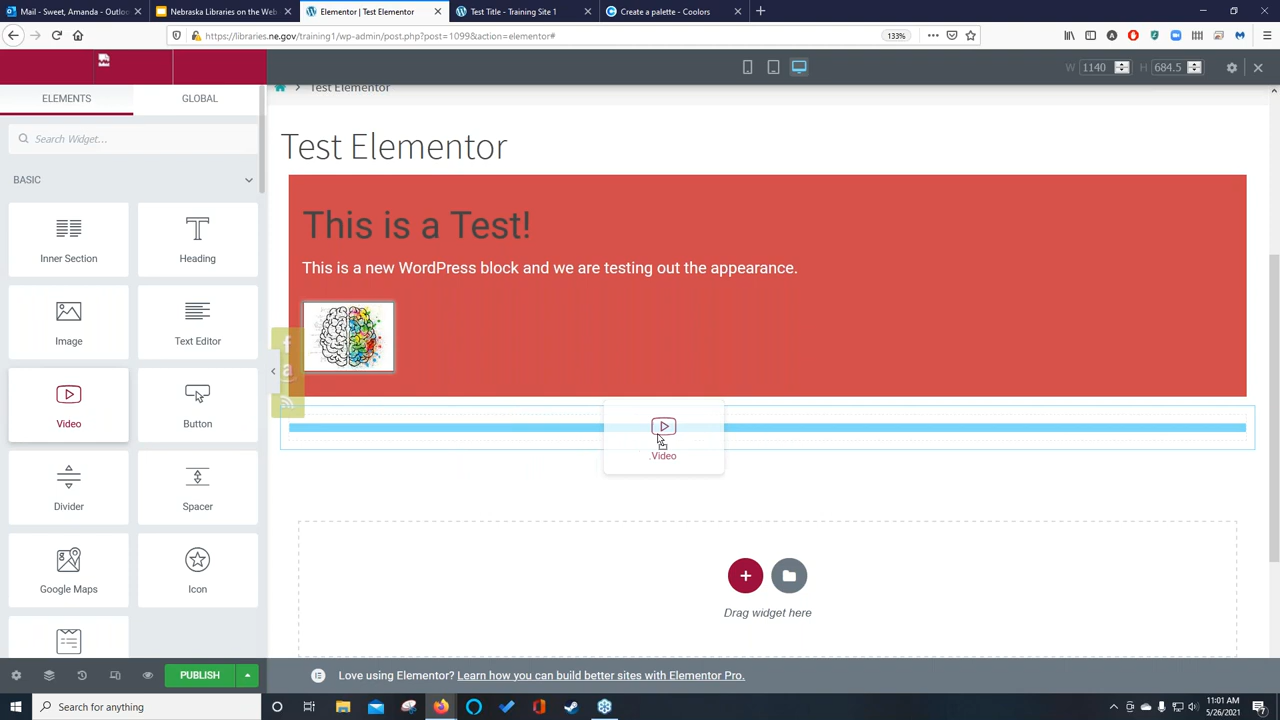 Mail - Sweet, Amanda - Outlo
Nebraska Libraries on the Web
Elementor | Test Elementor
Test Title - Training Site 1
Create a palette - Coolors
https://libraries.ne.gov/training1/wp-admin/post.php?post=1099&action=elementor#
133%
W 1140
H 684.5
ELEMENTS
GLOBAL
Search Widget...
BASIC
Inner Section
Heading
Image
Text Editor
Video
Button
Divider
Spacer
Google Maps
Icon
Test Elementor
Test Elementor
This is a Test!
This is a new WordPress block and we are testing out the appearance.
Video
Drag widget here
PUBLISH
Love using Elementor? Learn how you can build better sites with Elementor Pro.
Search for anything
11:01 AM
5/26/2021